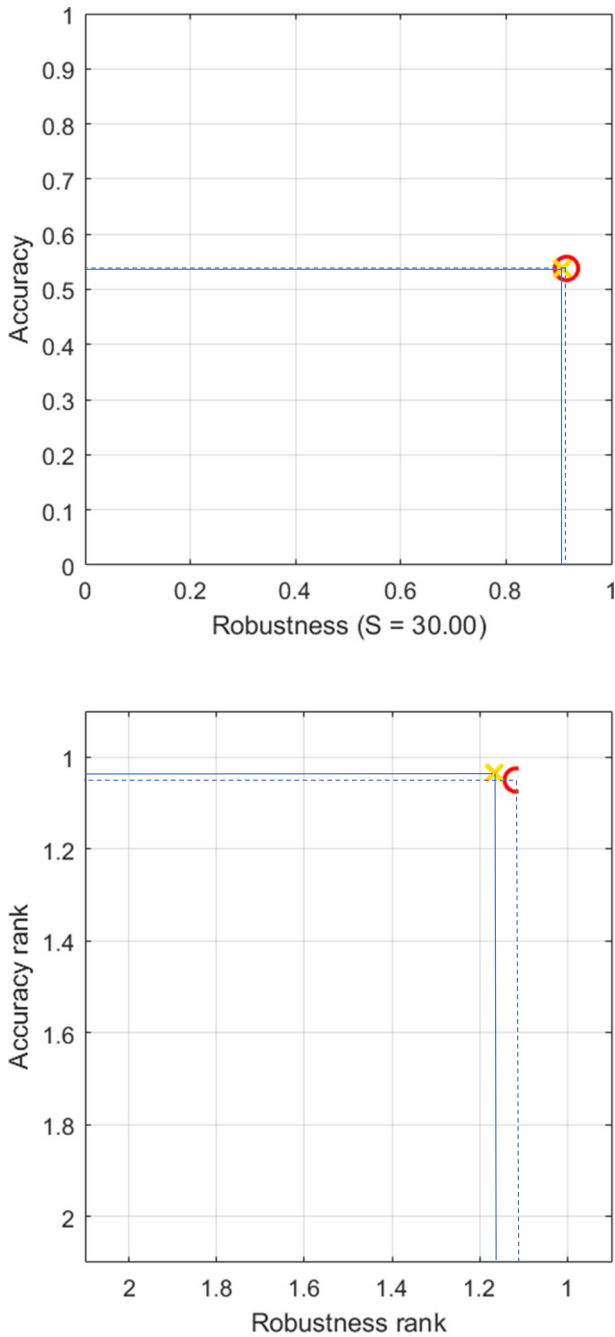 1
0.9
0.8
0.7
0.6
0.5
0.4
0.3
0.2
0.1
0
Accuracy
0 0.2 0.4 0.6 0.8 1
Robustness (S = 30.00)
1
1.2
1.4
1.6
1.8
2
Accuracy rank
2 1.8 1.6 1.4 1.2 1
Robustness rank